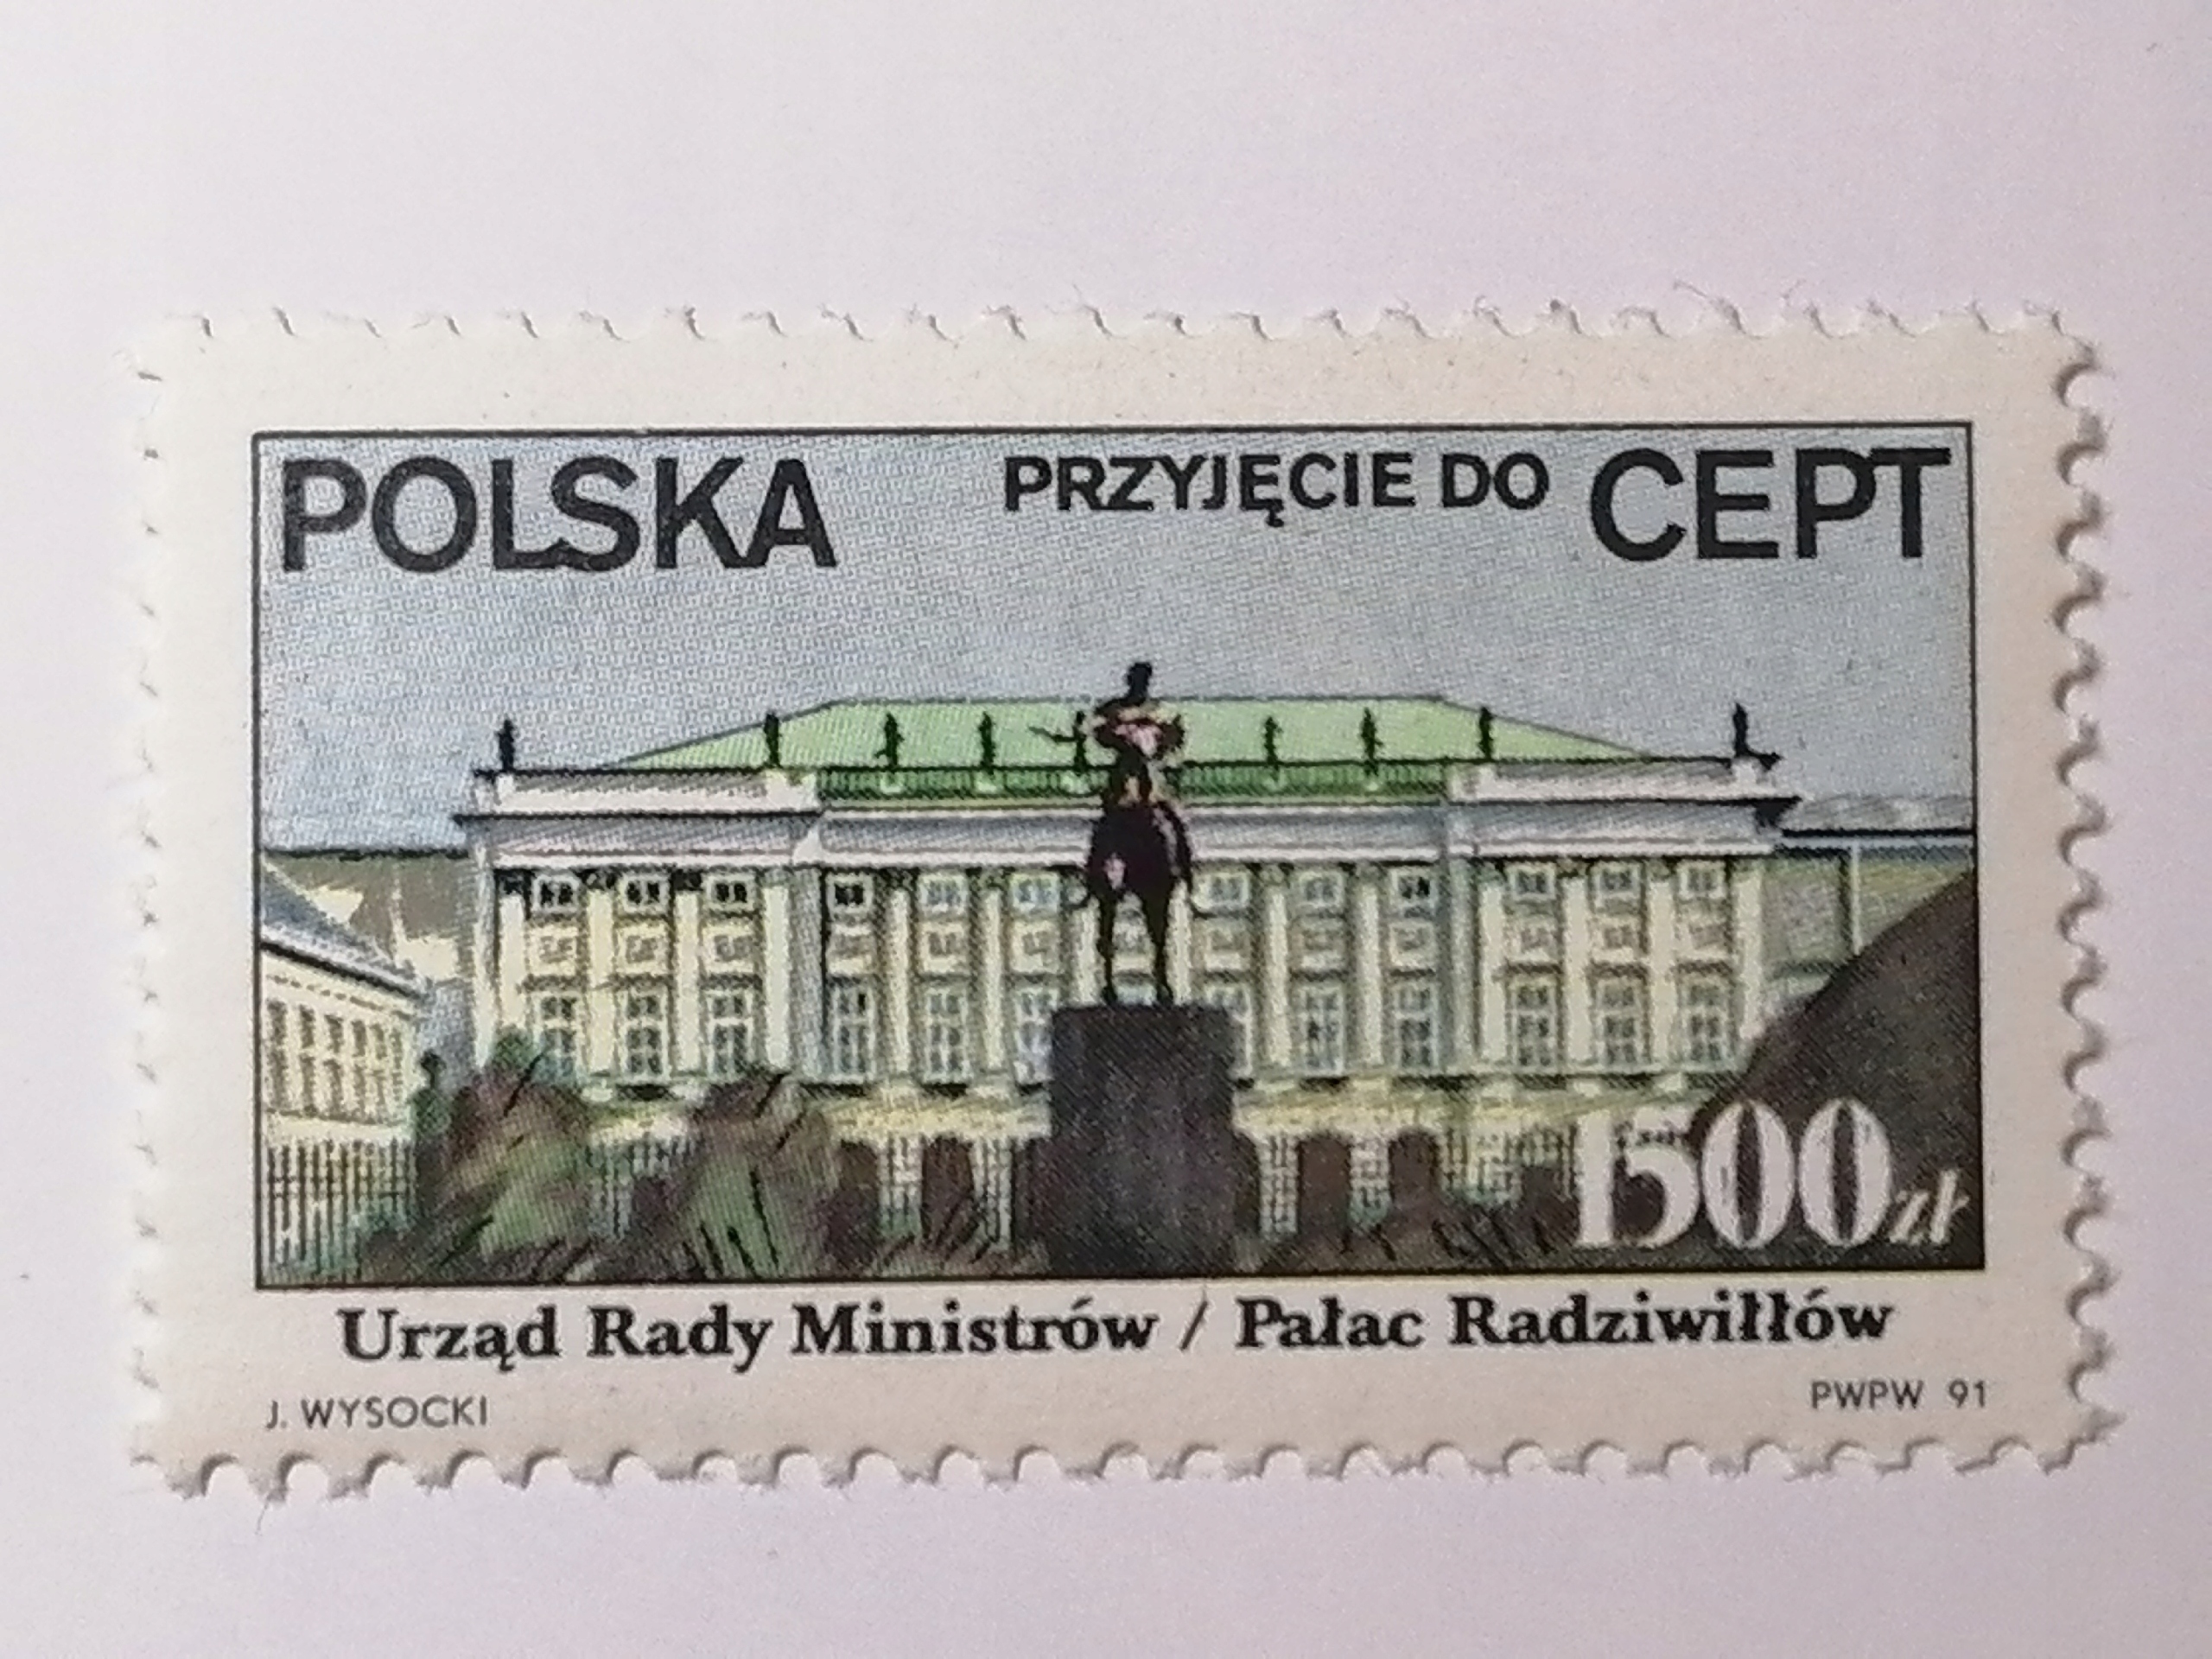 POLSKA PRZYJĘCIE DO CEPT
1500 zł
Urząd Rady Ministrów / Pałac Radziwiłłów
J. WYSOCKI PWPW 91